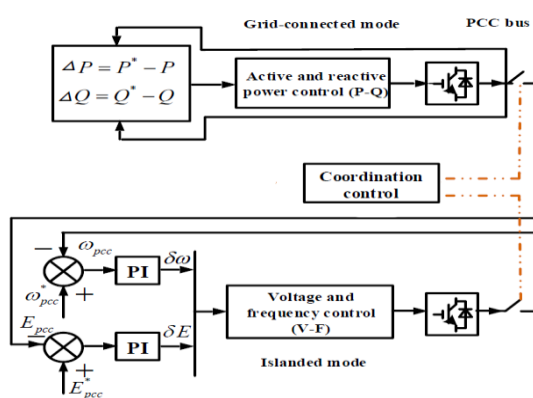 Grid-connected mode
PCC bus
ΔP = P* − P
ΔQ = Q* − Q
Active and reactive
power control (P-Q)
Coordination
control
− ω_pcc
PI
δω
ω*_pcc +
E_pcc
−
PI
δE
+
E*_pcc
Voltage and
frequency control
(V-F)
Islanded mode